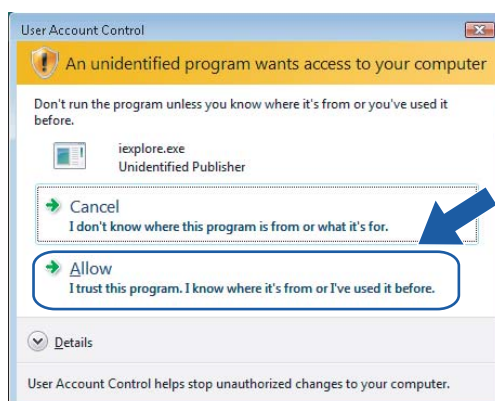 User Account Control
An unidentified program wants access to your computer
Don't run the program unless you know where it's from or you've used it
before.
iexplore.exe
Unidentified Publisher
Cancel
I don't know where this program is from or what it's for.
Allow
I trust this program. I know where it's from or I've used it before.
Details
User Account Control helps stop unauthorized changes to your computer.